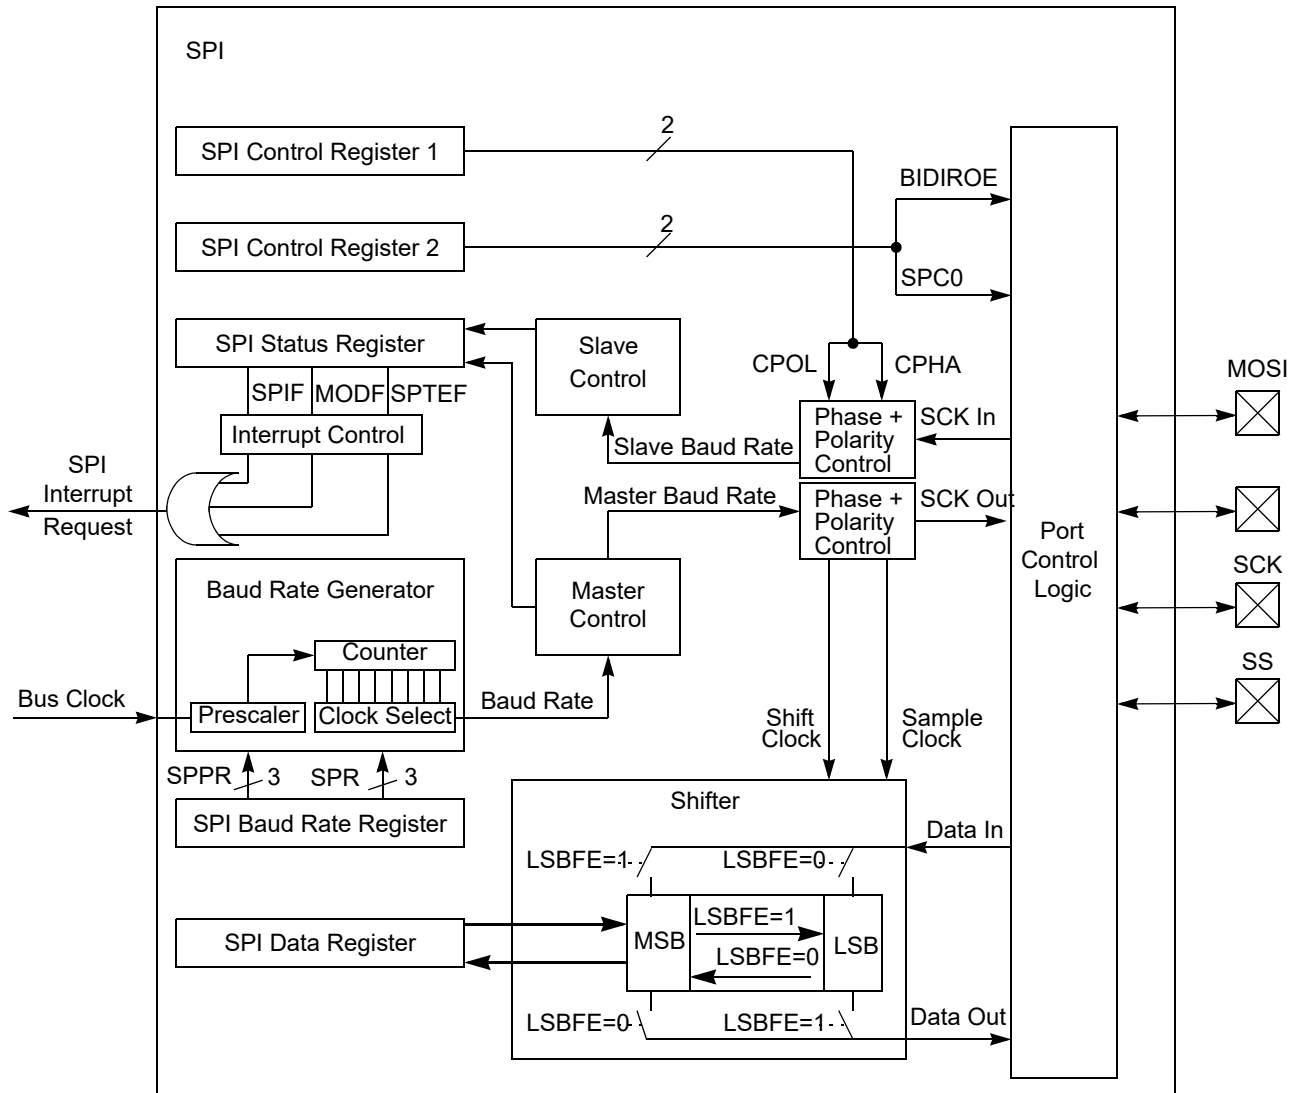 SPI
2
SPI Control Register 1
BIDIROE
2
SPI Control Register 2
SPC0
SPI Status Register
Slave
Control
CPOL
CPHA
MOSI
SPIF
MODF
SPTEF
Phase +
Polarity
Control
SCK In
Interrupt Control
Slave Baud Rate
SPI
Interrupt
Request
Master Baud Rate
Phase +
Polarity
Control
SCK Out
Port
Control
Logic
SCK
Baud Rate Generator
Master
Control
Counter
SS
Bus Clock
Prescaler
Clock Select
Baud Rate
Shift
Clock
Sample
Clock
SPPR
3
SPR
3
SPI Baud Rate Register
Shifter
Data In
LSBFE=1
LSBFE=0
SPI Data Register
MSB
LSBFE=1
LSBFE=0
LSB
LSBFE=0
LSBFE=1
Data Out